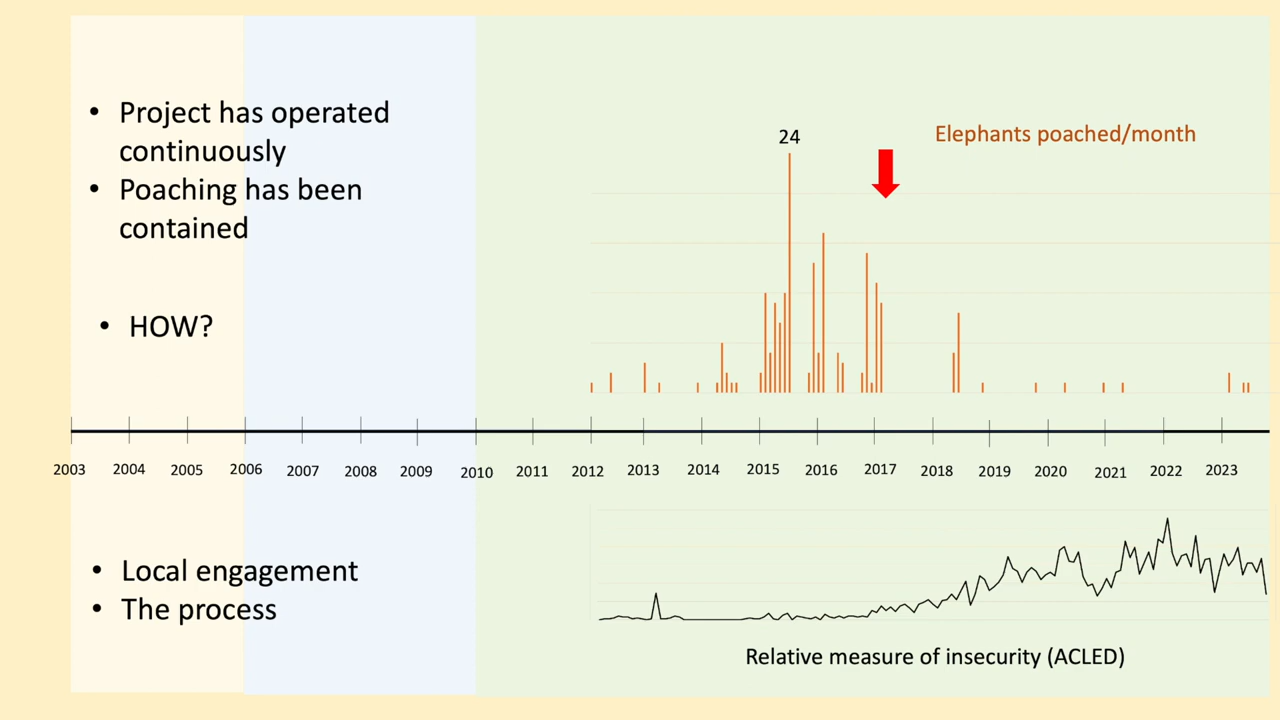 • Project has operated
continuously
• Poaching has been
contained
• HOW?
24
Elephants poached/month
2003 2004 2005 2006 2007 2008 2009 2010 2011 2012 2013 2014 2015 2016 2017 2018 2019 2020 2021 2022 2023
• Local engagement
• The process
Relative measure of insecurity (ACLED)